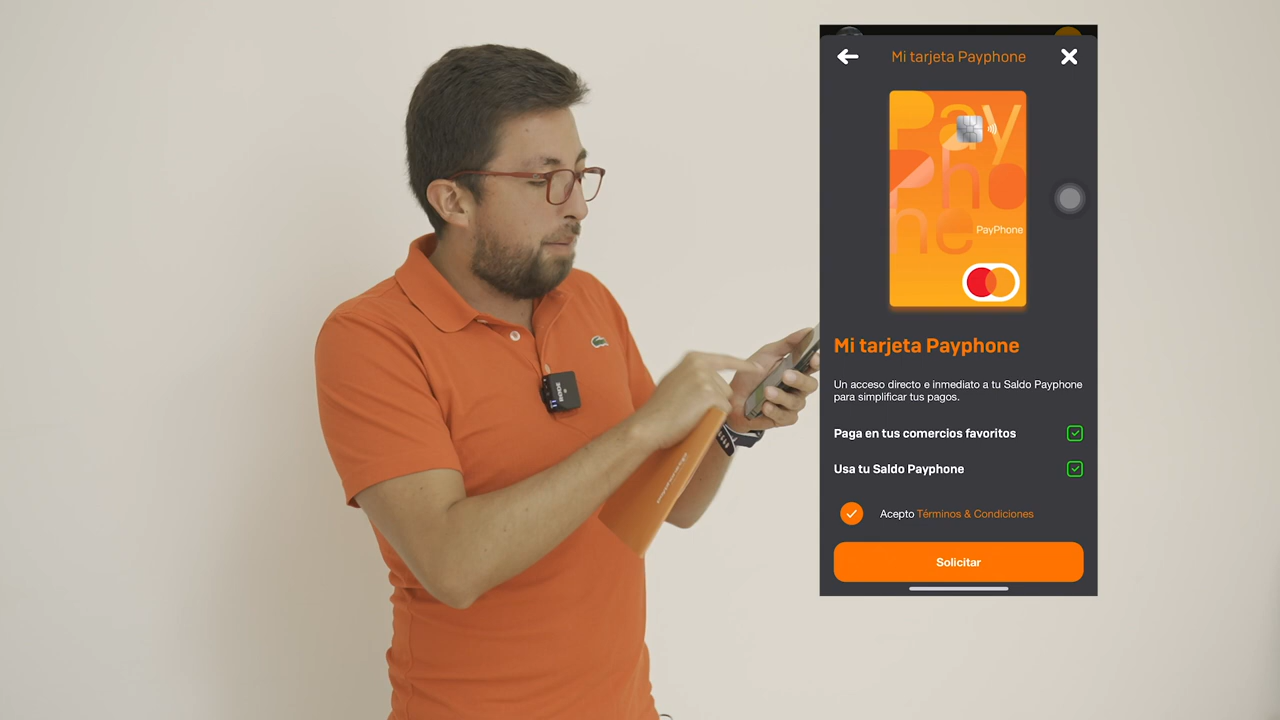 Mi tarjeta Payphone
Pay
Pho
ne
PayPhone
Mi tarjeta Payphone
Un acceso directo e inmediato a tu Saldo Payphone
para simplificar tus pagos.
Paga en tus comercios favoritos
Usa tu Saldo Payphone
Acepto Términos & Condiciones
Solicitar